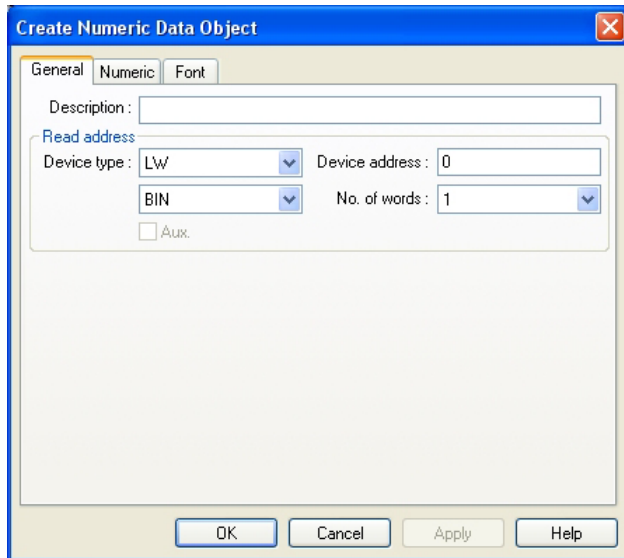 Create Numeric Data Object
General Numeric Font
Description :
Read address
Device type : LW Device address : 0
BIN No. of words : 1
Aux.
OK Cancel Apply Help